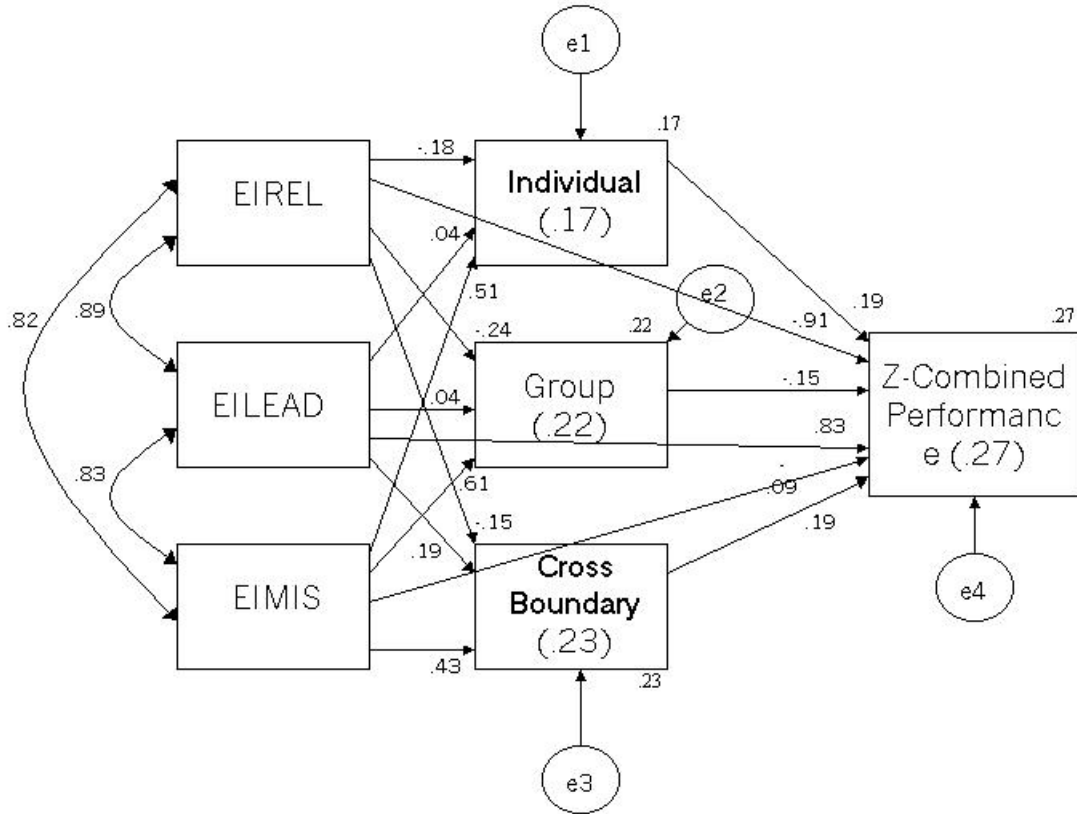 e1
-.18
.17
EIREL
Individual
(.17)
.04
.51
e2
.82
.89
-.24
.22
.19
-.91
.27
EILEAD
.04
Group
(.22)
-.15
Z-Combined
Performanc
e (.27)
.83
.83
.61
-
.09
-.15
.19
.19
EIMIS
Cross
Boundary
(.23)
e4
.43
.23
e3